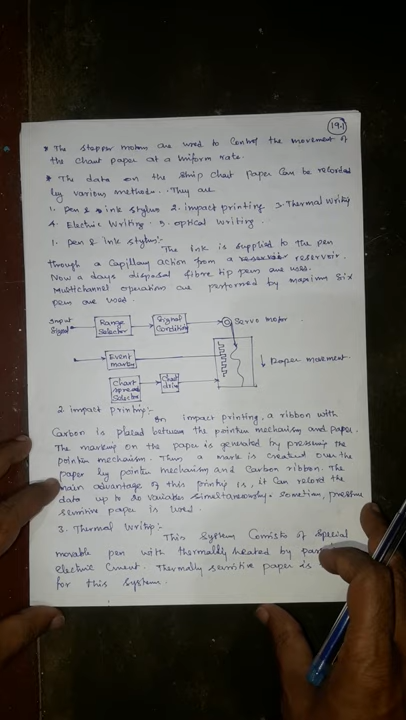 19.1
* The stepper motors are used to control the movement of
the chart paper at a uniform rate.
* The data on the strip chart paper can be recorded
by various methods. They are
1. pen & ink stylus 2. impact printing 3. Thermal writing
4. Electric writing 5. optical writing.
1. pen & ink stylus:-
The ink is supplied to the pen
through a capillary action from a reservoir.
Now a days disposal fibre tip pens are used.
Multichannel operations are performed by maximum six
pens are used.
Input
Signal
Range
Selector
Signal
Condition
Servo motor
Event
marker
Paper movement
Chart
speed
Selector
Chart
drive
2. impact printing:-
In impact printing, a ribbon with
Carbon is placed between the pointer mechanism and paper.
The marking on the paper is generated by pressing the
pointer mechanism. Thus a mark is created over the
paper by pointer mechanism and Carbon ribbon. The
main advantage of this printing is, it can record the
data up to variables simultaneously. Sometime, pressure
sensitive paper is used.
3. Thermal writing:-
This system consists of special
movable pen with thermally heated by
electric current. Thermally sensitive paper is
for this system.